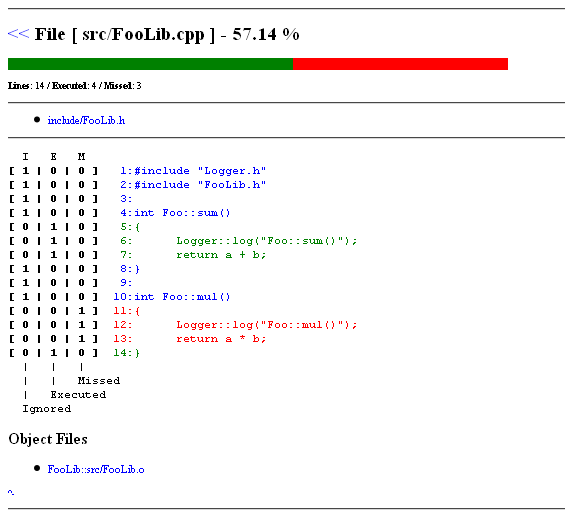 << File [ src/FooLib.cpp ] - 57.14 %
Lines: 14 / Executed: 4 / Missed: 3
include/FooLib.h
I E M
[ 1 | 0 | 0 ] 1:#include "Logger.h"
[ 1 | 0 | 0 ] 2:#include "FooLib.h"
[ 1 | 0 | 0 ] 3:
[ 1 | 0 | 0 ] 4:int Foo::sum()
[ 0 | 1 | 0 ] 5:{
[ 0 | 1 | 0 ] 6: Logger::log("Foo::sum()");
[ 0 | 1 | 0 ] 7: return a + b;
[ 1 | 0 | 0 ] 8:}
[ 1 | 0 | 0 ] 9:
[ 1 | 0 | 0 ] 10:int Foo::mul()
[ 0 | 0 | 1 ] 11:{
[ 0 | 0 | 1 ] 12: Logger::log("Foo::mul()");
[ 0 | 0 | 1 ] 13: return a * b;
[ 0 | 1 | 0 ] 14:}
| | |
| | Missed
| Executed
Ignored
Object Files
FooLib::src/FooLib.o
^